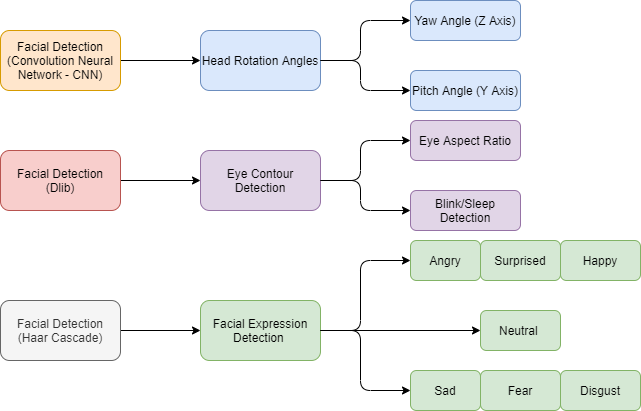 Facial Detection
(Convolution Neural
Network - CNN)
Head Rotation Angles
Yaw Angle (Z Axis)
Pitch Angle (Y Axis)
Facial Detection
(Dlib)
Eye Contour
Detection
Eye Aspect Ratio
Blink/Sleep
Detection
Facial Detection
(Haar Cascade)
Facial Expression
Detection
Angry
Surprised
Happy
Neutral
Sad
Fear
Disgust